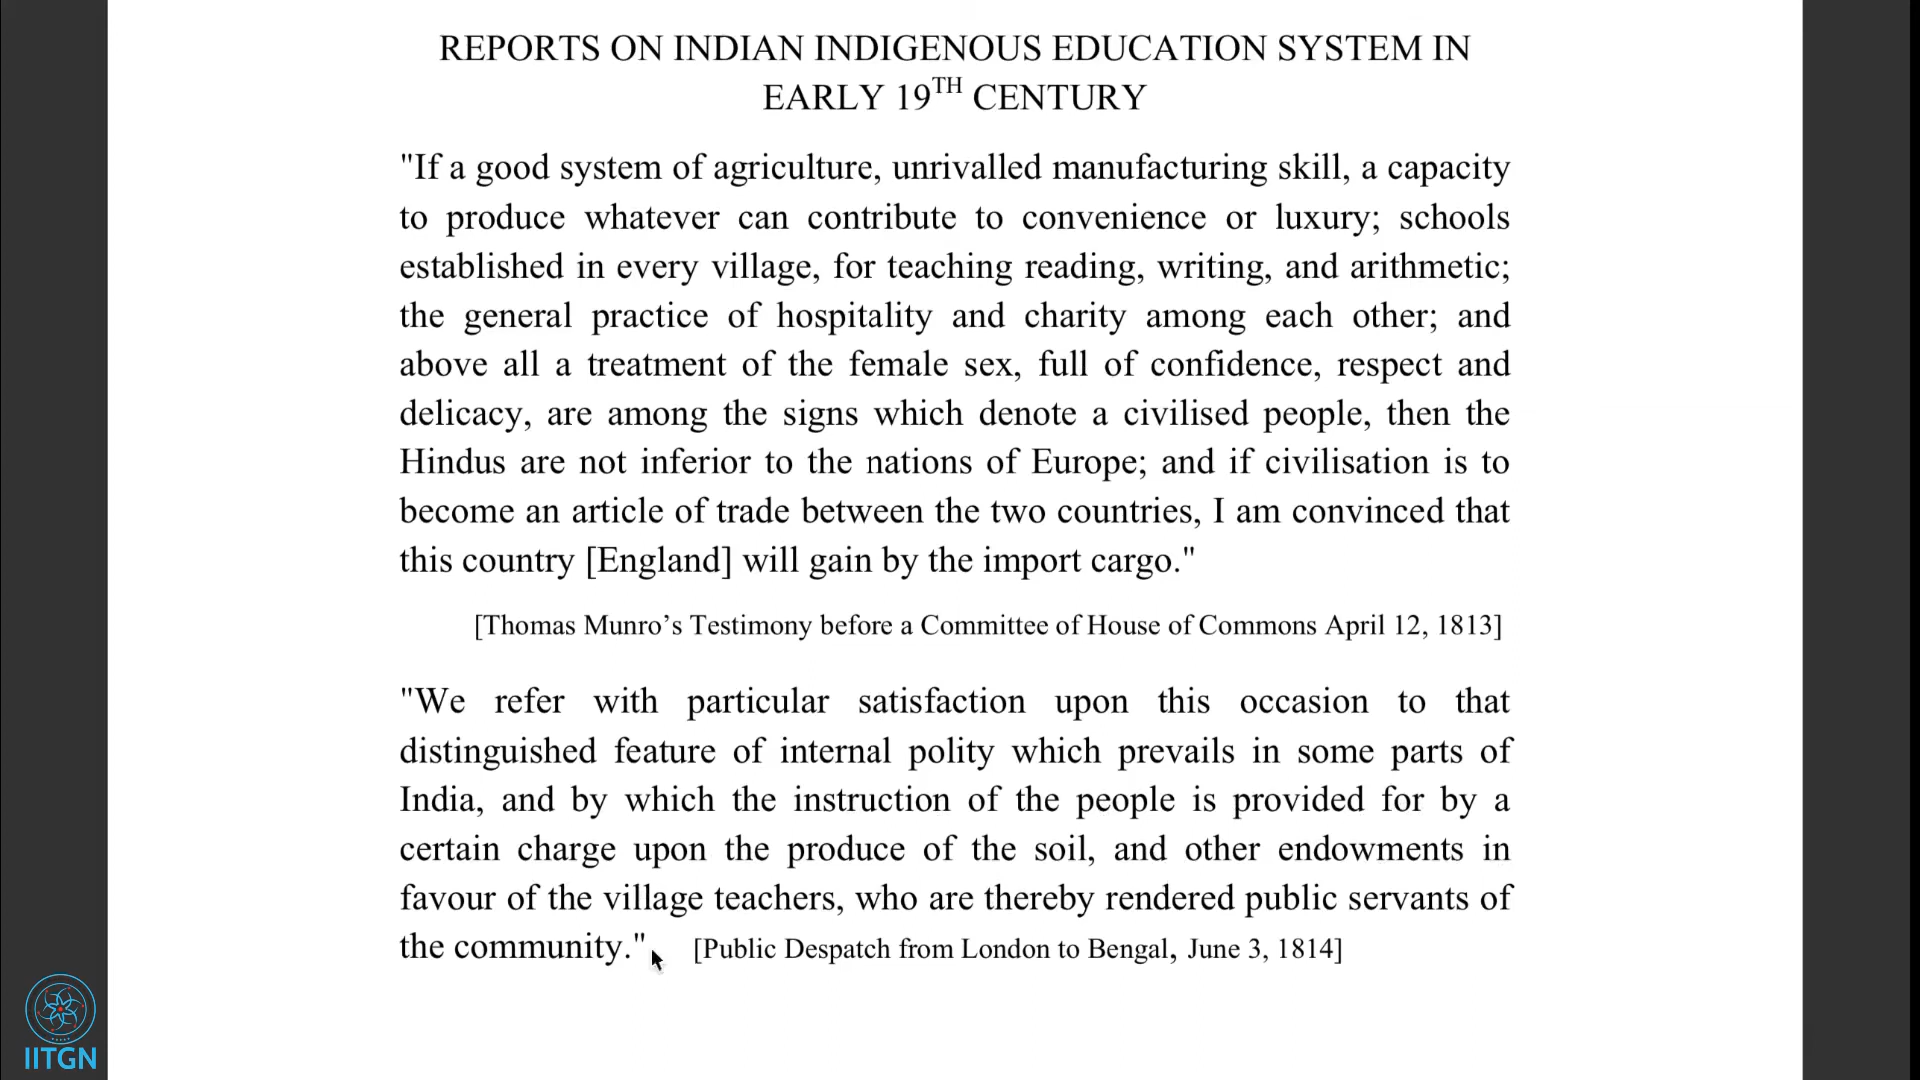 REPORTS ON INDIAN INDIGENOUS EDUCATION SYSTEM IN
EARLY 19TH CENTURY
"If a good system of agriculture, unrivalled manufacturing skill, a capacity
to produce whatever can contribute to convenience or luxury; schools
established in every village, for teaching reading, writing, and arithmetic;
the general practice of hospitality and charity among each other; and
above all a treatment of the female sex, full of confidence, respect and
delicacy, are among the signs which denote a civilised people, then the
Hindus are not inferior to the nations of Europe; and if civilisation is to
become an article of trade between the two countries, I am convinced that
this country [England] will gain by the import cargo."
[Thomas Munro’s Testimony before a Committee of House of Commons April 12, 1813]
"We refer with particular satisfaction upon this occasion to that
distinguished feature of internal polity which prevails in some parts of
India, and by which the instruction of the people is provided for by a
certain charge upon the produce of the soil, and other endowments in
favour of the village teachers, who are thereby rendered public servants of
the community." [Public Despatch from London to Bengal, June 3, 1814]
IITGN